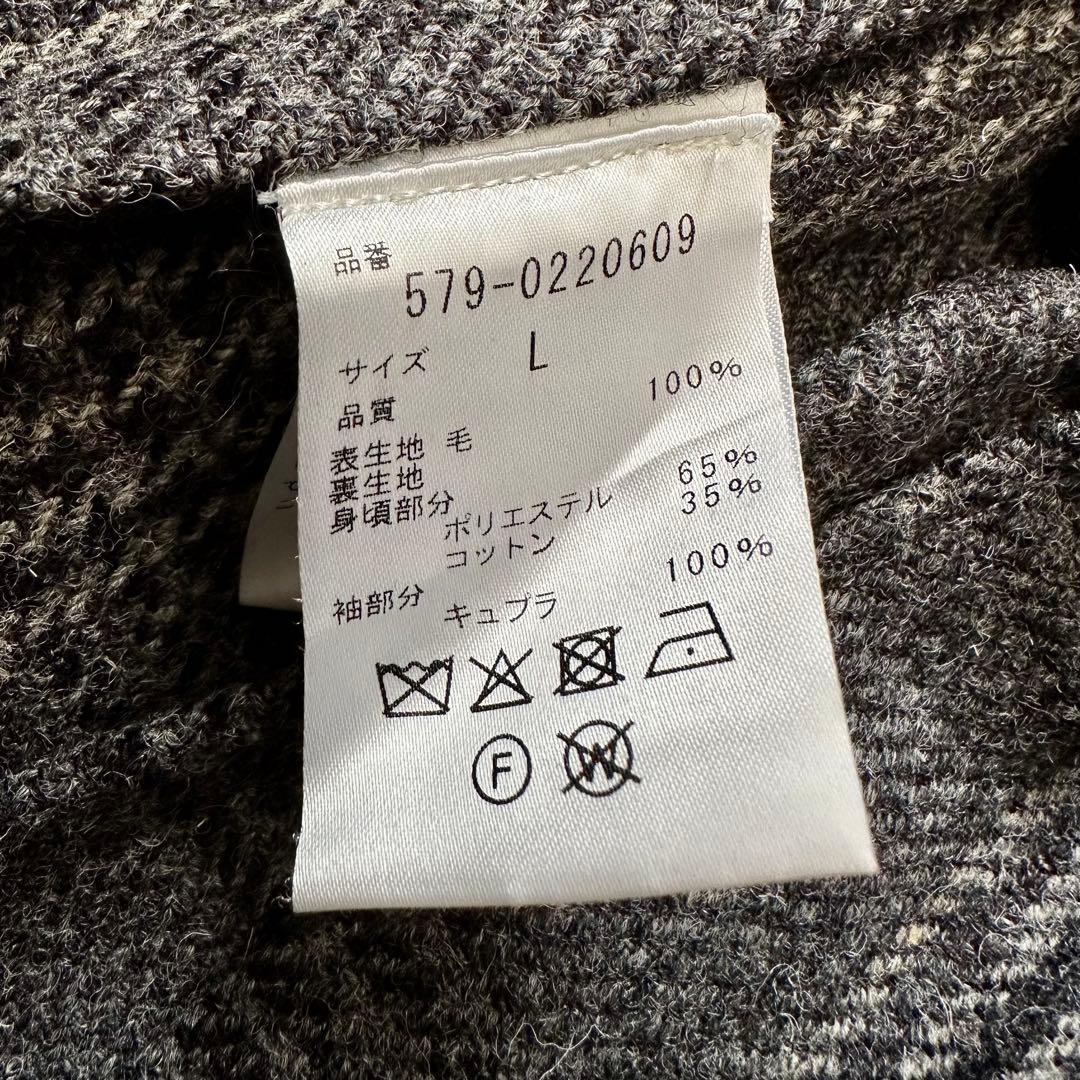 品番
579-0220609
サイズ L
品質
表生地 毛 100%
裏生地
身頃部分
ポリエステル 65%
コットン 35%
袖部分
キュプラ 100%
F
W